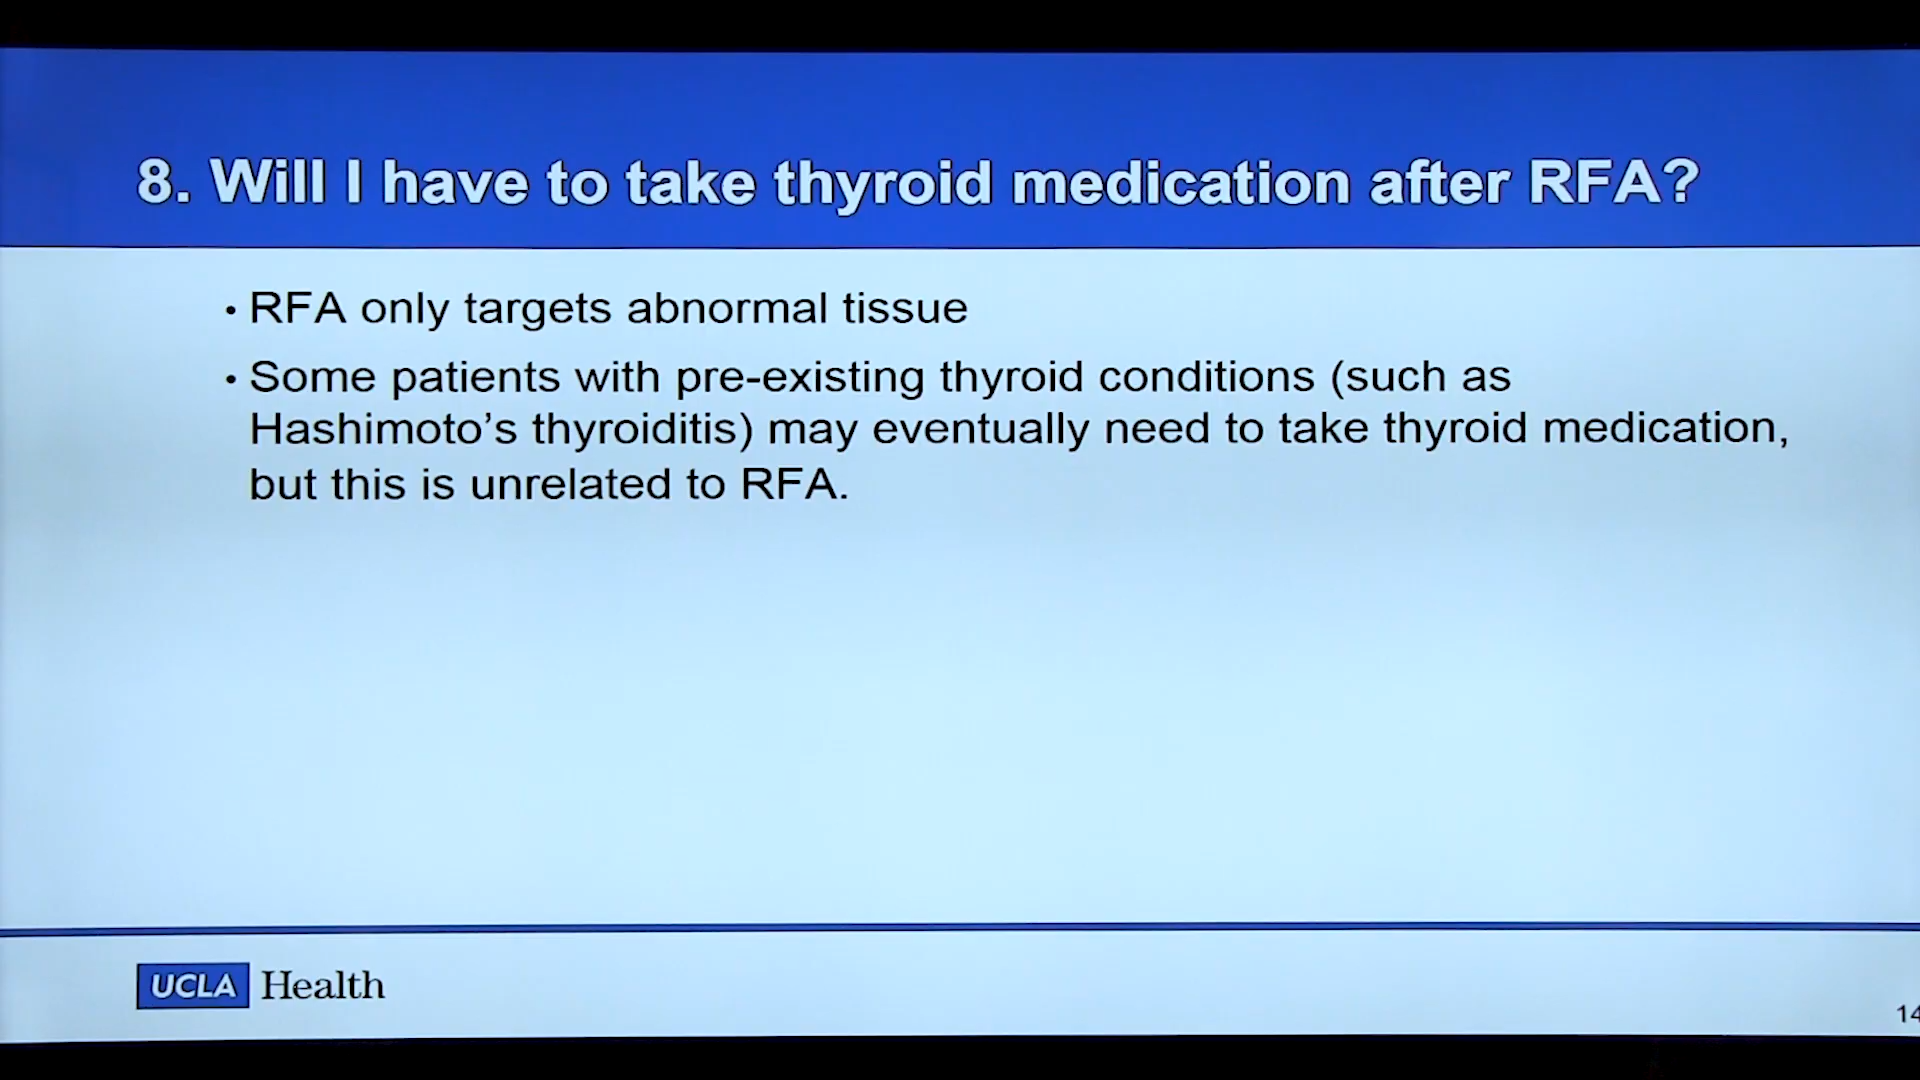 8. Will I have to take thyroid medication after RFA?
• RFA only targets abnormal tissue
• Some patients with pre-existing thyroid conditions (such as
Hashimoto’s thyroiditis) may eventually need to take thyroid medication,
but this is unrelated to RFA.
UCLA Health
14